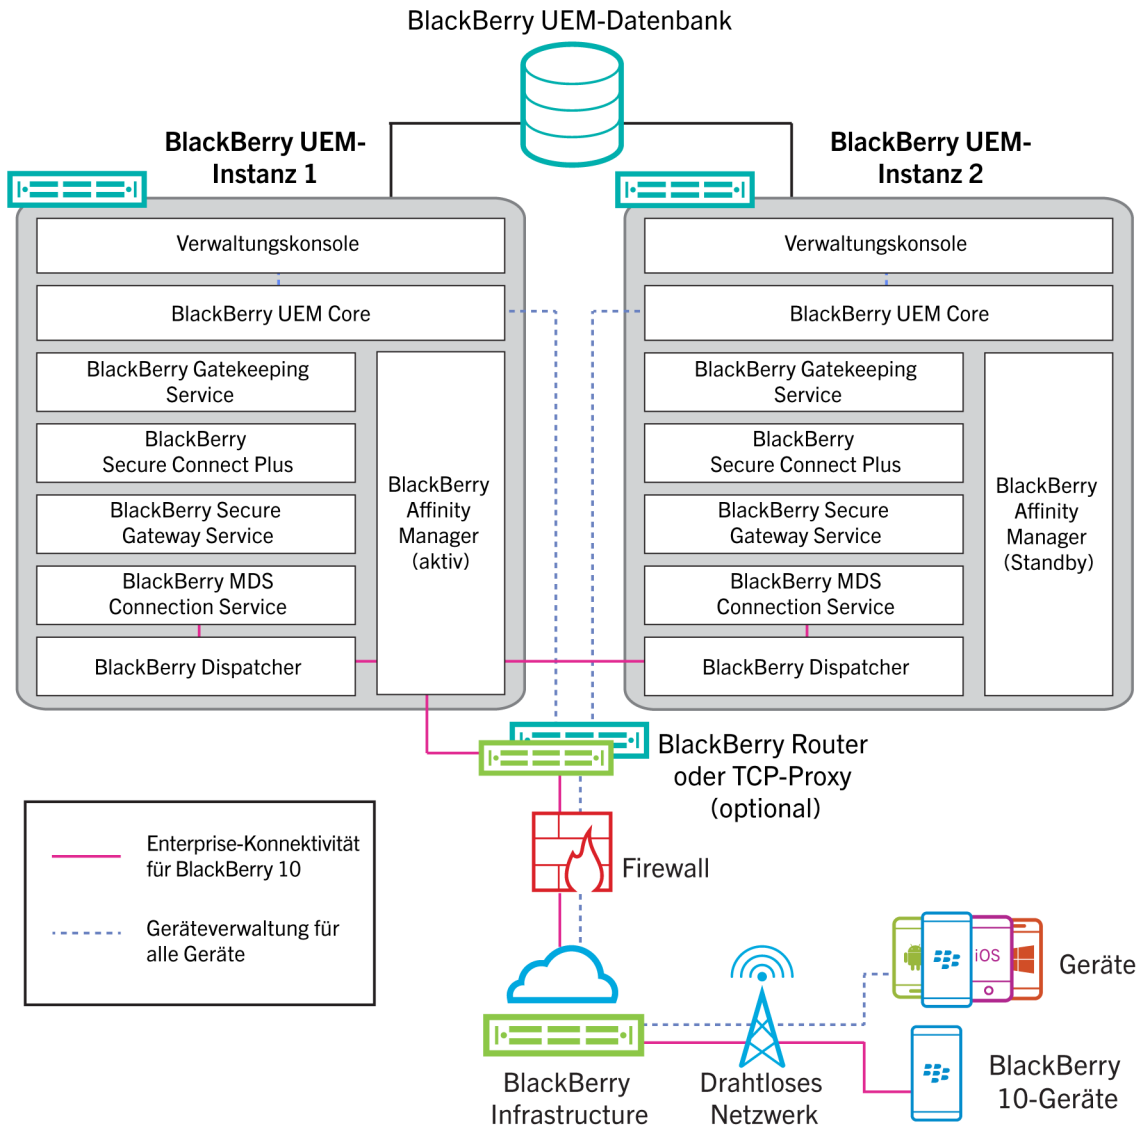 BlackBerry UEM-Datenbank
BlackBerry UEM-
Instanz 1
Verwaltungskonsole
BlackBerry UEM Core
BlackBerry Gatekeeping
Service
BlackBerry
Secure Connect Plus
BlackBerry Secure
Gateway Service
BlackBerry MDS
Connection Service
BlackBerry Dispatcher
BlackBerry
Affinity
Manager
(aktiv)
BlackBerry UEM-
Instanz 2
Verwaltungskonsole
BlackBerry UEM Core
BlackBerry Gatekeeping
Service
BlackBerry
Secure Connect Plus
BlackBerry Secure
Gateway Service
BlackBerry MDS
Connection Service
BlackBerry Dispatcher
BlackBerry
Affinity
Manager
(Standby)
BlackBerry Router
oder TCP-Proxy
(optional)
Enterprise-Konnektivität
für BlackBerry 10
Geräteverwaltung für
alle Geräte
Firewall
iOS
Geräte
BlackBerry
Infrastructure
Drahtloses
Netzwerk
BlackBerry
10-Geräte